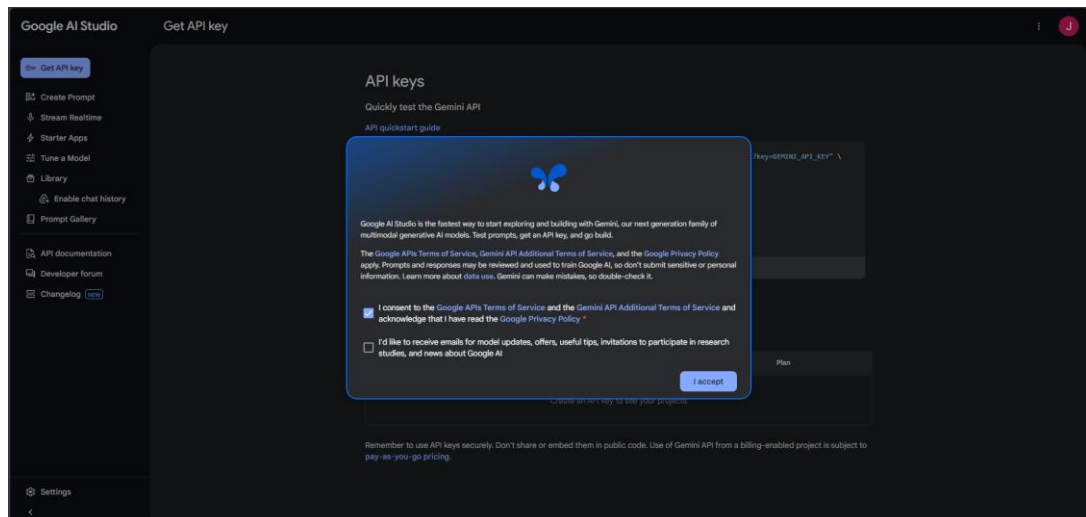 Google AI Studio
Get API key
J
Get API key
Create Prompt
Stream Realtime
Starter Apps
Tune a Model
Library
Enable chat history
Prompt Gallery
API documentation
Developer forum
Changelog NEW
Settings
API keys
Quickly test the Gemini API
API quickstart guide
?key=GEMINI_API_KEY" \
Google AI Studio is the fastest way to start exploring and building with Gemini, our next generation family of
multimodal generative AI models. Test prompts, get an API key, and go build.
The Google APIs Terms of Service, Gemini API Additional Terms of Service, and the Google Privacy Policy
apply. Prompts and responses may be reviewed and used to train Google AI, so don't submit sensitive or personal
information. Learn more about data use. Gemini can make mistakes, so double-check it.
I consent to the Google APIs Terms of Service and the Gemini API Additional Terms of Service and
acknowledge that I have read the Google Privacy Policy *
I'd like to receive emails for model updates, offers, useful tips, invitations to participate in research
studies, and news about Google AI
I accept
Plan
Create an API key to see your projects
Remember to use API keys securely. Don't share or embed them in public code. Use of Gemini API from a billing-enabled project is subject to
pay-as-you-go pricing.